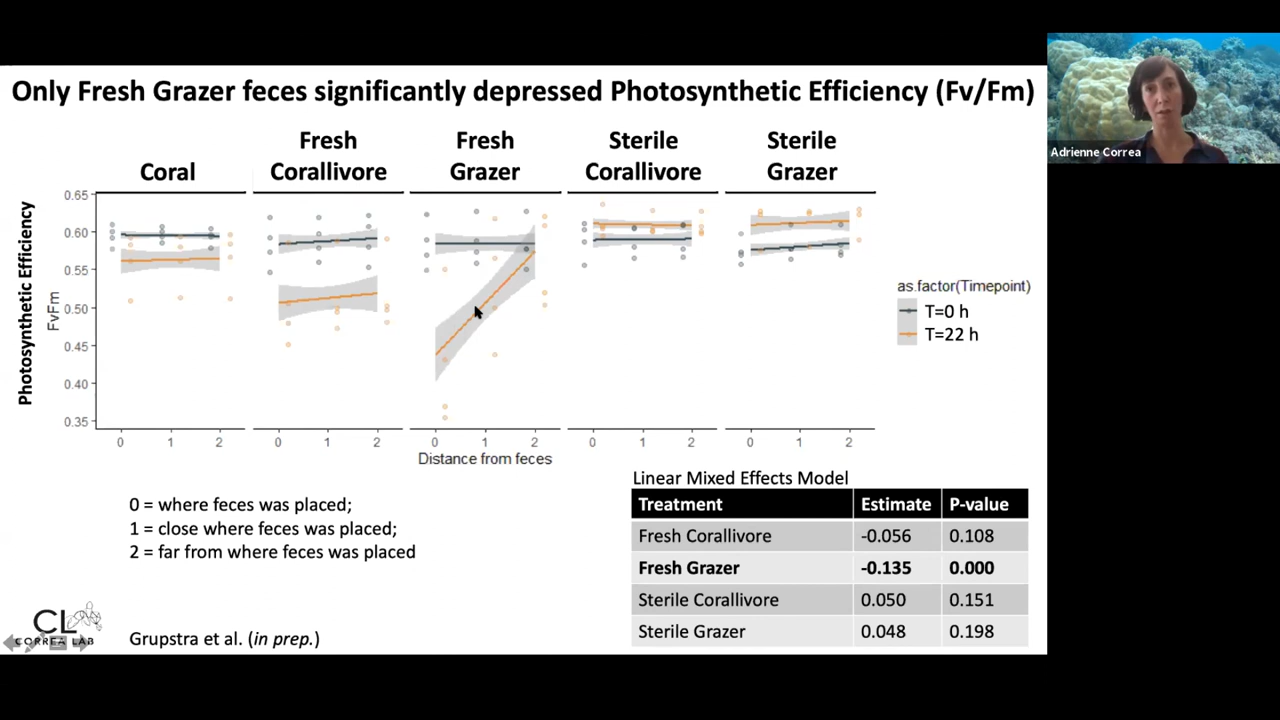 Only Fresh Grazer feces significantly depressed Photosynthetic Efficiency (Fv/Fm)
Adrienne Correa
Coral
Fresh
Corallivore
Fresh
Grazer
Sterile
Corallivore
Sterile
Grazer
Photosynthetic Efficiency
FvFm
0.65
0.60
0.55
0.50
0.45
0.40
0.35
0 1 2
0 1 2
0 1 2
0 1 2
0 1 2
Distance from feces
as.factor(Timepoint)
T=0 h
T=22 h
0 = where feces was placed;
1 = close where feces was placed;
2 = far from where feces was placed
Linear Mixed Effects Model
Treatment Estimate P-value
Fresh Corallivore -0.056 0.108
Fresh Grazer -0.135 0.000
Sterile Corallivore 0.050 0.151
Sterile Grazer 0.048 0.198
CL
CORREA LAB
Grupstra et al. (in prep.)